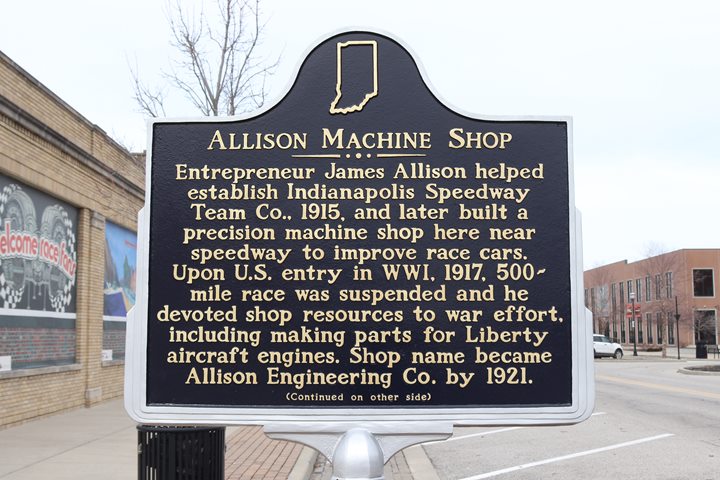 ALLISON MACHINE SHOP
Entrepreneur James Allison helped
establish Indianapolis Speedway
Team Co., 1915, and later built a
precision machine shop here near
speedway to improve race cars.
Upon U.S. entry in WWI, 1917, 500-
mile race was suspended and he
devoted shop resources to war effort,
including making parts for Liberty
aircraft engines. Shop name became
Allison Engineering Co. by 1921.
(Continued on other side)
elcome race fans